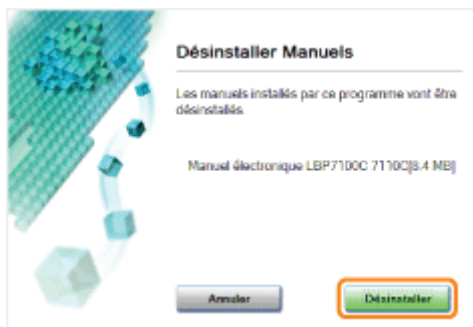 Désinstaller Manuels
Les manuels installés par ce programme vont être
désinstallés.
Manuel électronique LBP7100C 7110C[8.4 MB]
Annuler
Désinstaller